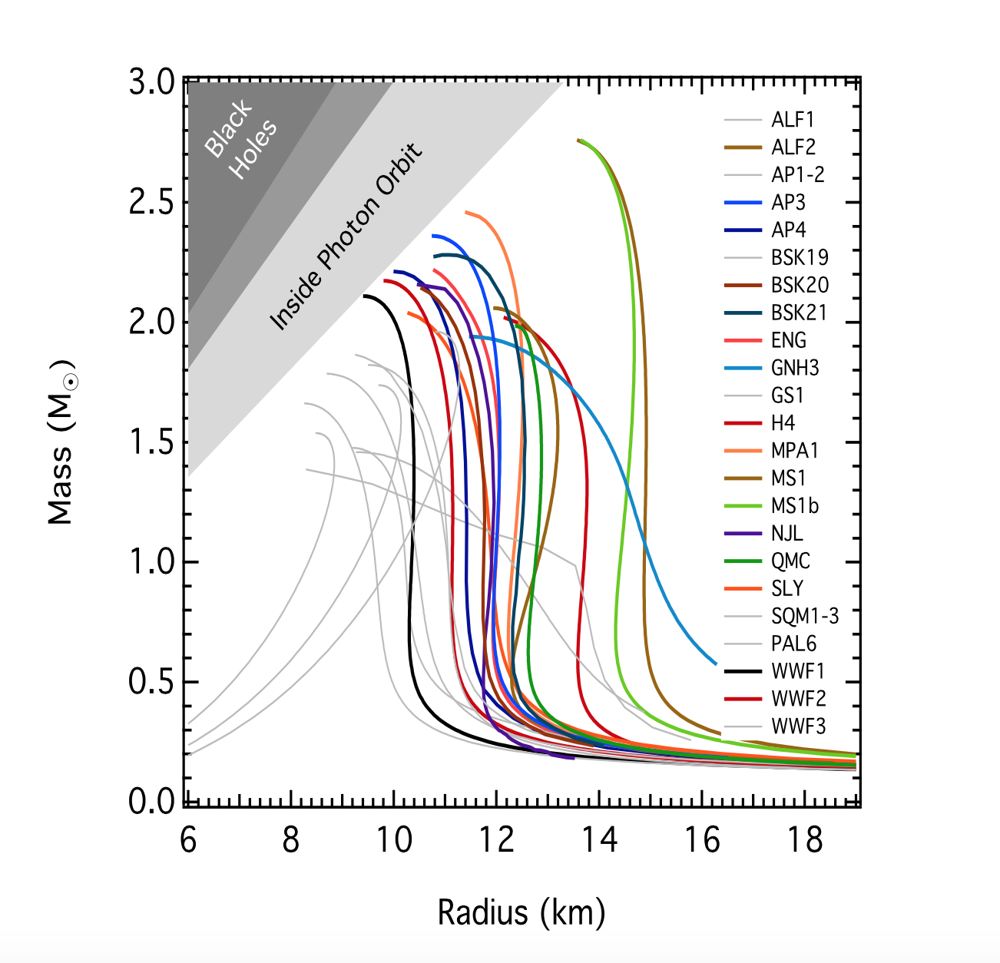 3.0
2.5
2.0
1.5
1.0
0.5
0.0
Mass (M☉)
Black
Holes
Inside Photon Orbit
ALF1
ALF2
AP1-2
AP3
AP4
BSK19
BSK20
BSK21
ENG
GNH3
GS1
H4
MPA1
MS1
MS1b
NJL
QMC
SLY
SQM1-3
PAL6
WWF1
WWF2
WWF3
6 8 10 12 14 16 18
Radius (km)